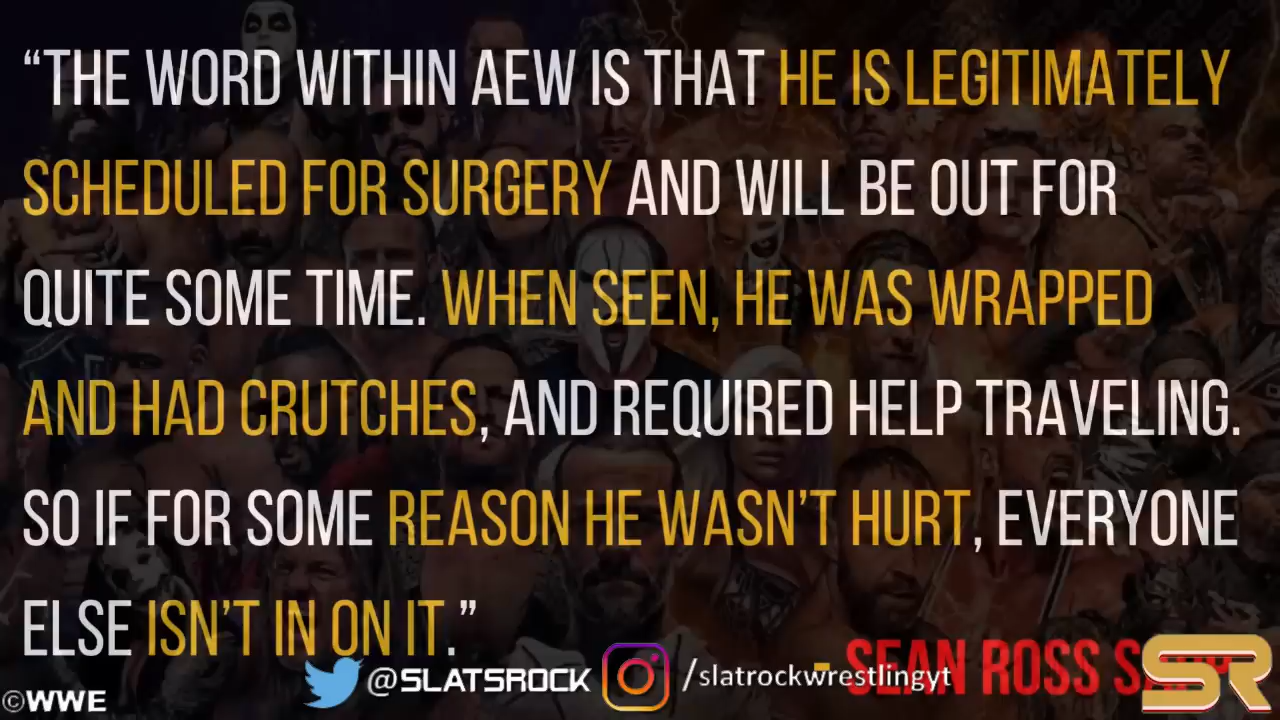 “THE WORD WITHIN AEW IS THAT HE IS LEGITIMATELY
SCHEDULED FOR SURGERY AND WILL BE OUT FOR
QUITE SOME TIME. WHEN SEEN, HE WAS WRAPPED
AND HAD CRUTCHES, AND REQUIRED HELP TRAVELING.
SO IF FOR SOME REASON HE WASN’T HURT, EVERYONE
ELSE ISN’T IN ON IT.”
- SEAN ROSS
©WWE
@SLATSROCK
/slatrockwrestlingyt
SR